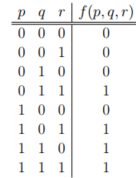 p q r f(p,q,r)
0 0 0 0
0 0 1 0
0 1 0 0
0 1 1 1
1 0 0 0
1 0 1 1
1 1 0 1
1 1 1 1